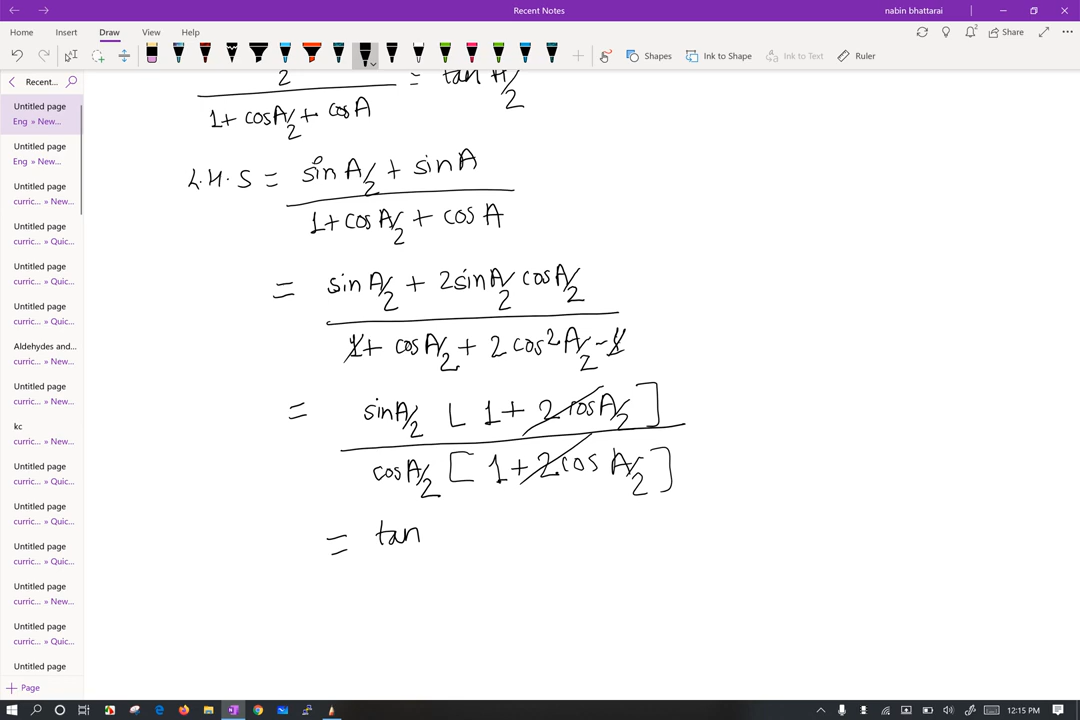 Recent Notes
nabin bhattarai
Home Insert Draw View Help
Share
Shapes Ink to Shape Ink to Text Ruler
Recent...
Untitled page
Eng » New...
Untitled page
Eng » New...
Untitled page
curric... » New...
Untitled page
curric... » Quic...
Untitled page
curric... » Quic...
Untitled page
curric... » Quic...
Aldehydes and...
curric... » New...
Untitled page
curric... » New...
kc
curric... » New...
Untitled page
curric... » Quic...
Untitled page
curric... » Quic...
Untitled page
curric... » Quic...
Untitled page
curric... » New...
Untitled page
curric... » Quic...
Untitled page
+ Page
2 = tan A/2
1+ cosA/2 + cosA
L.H.S = sinA/2 + sinA
1+cosA/2 + cosA
= sinA/2 + 2sinA/2 cosA/2
1+ cosA/2 + 2cos2A/2 - 1
= sinA/2 [ 1+ 2cosA/2 ]
cosA/2 [ 1+2cosA/2 ]
= tan
12:15 PM